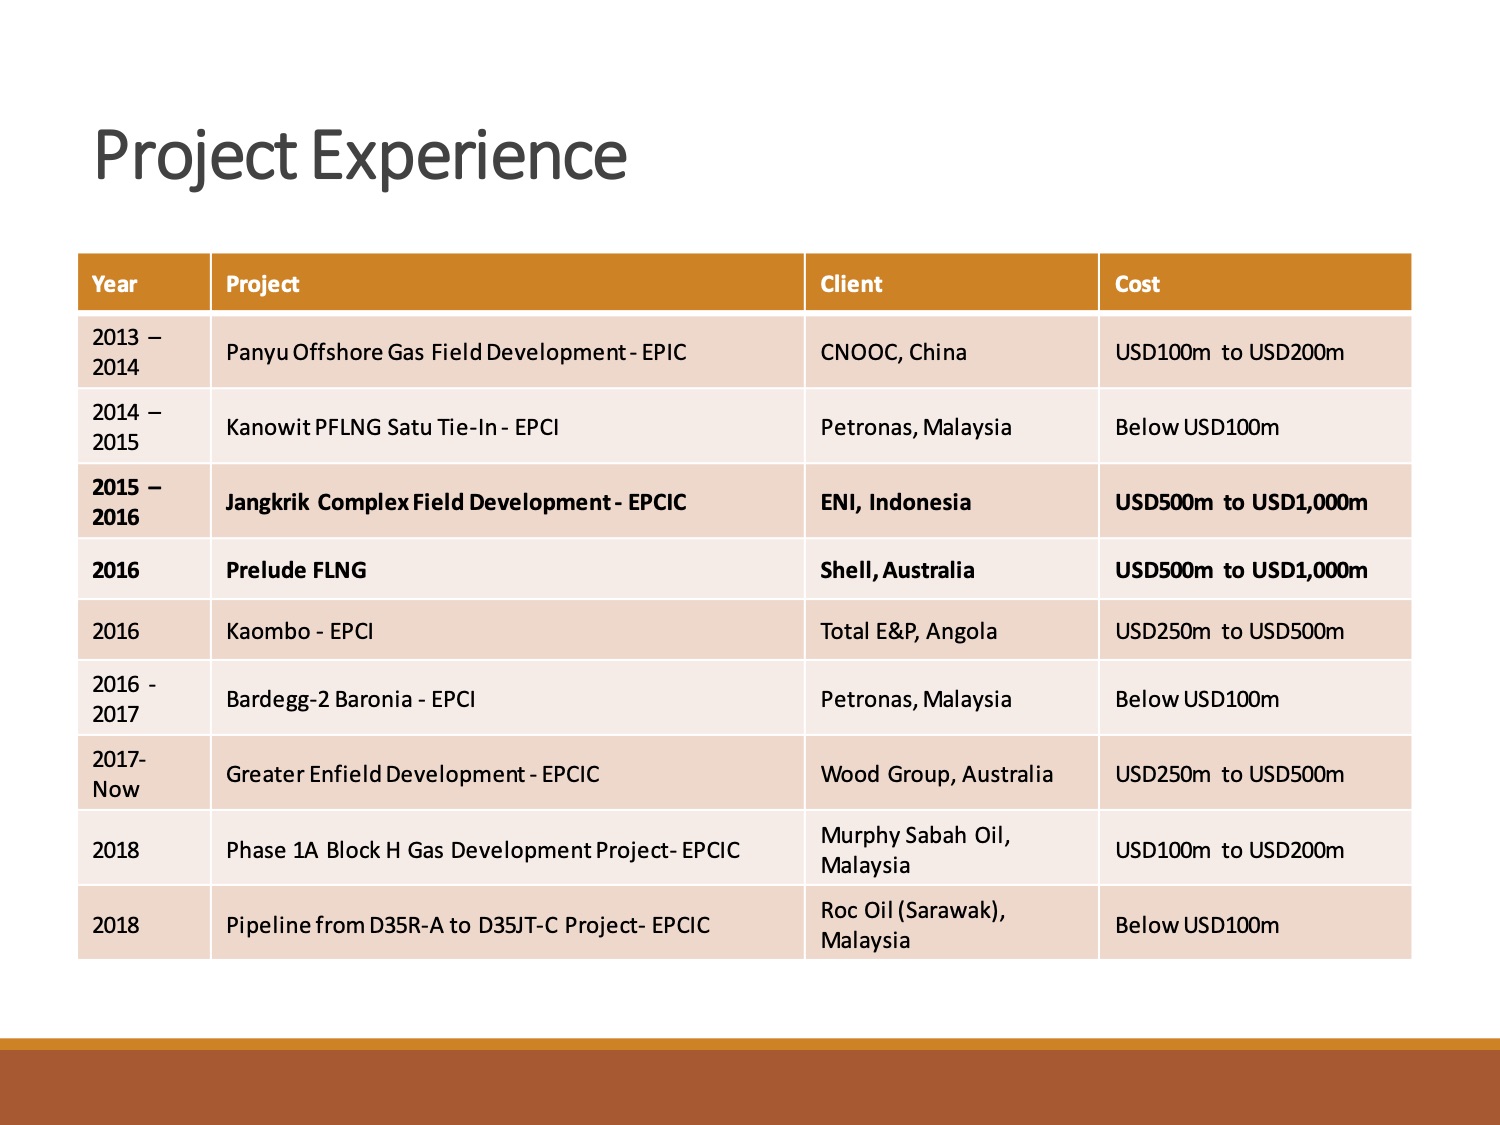 Project Experience
Year Project Client Cost
2013 –
2014
Panyu Offshore Gas Field Development - EPIC
CNOOC, China
USD100m to USD200m
2014 –
2015
Kanowit PFLNG Satu Tie-In - EPCI
Petronas, Malaysia
Below USD100m
2015 –
2016
Jangkrik Complex Field Development - EPCIC
ENI, Indonesia
USD500m to USD1,000m
2016
Prelude FLNG
Shell, Australia
USD500m to USD1,000m
2016
Kaombo - EPCI
Total E&P, Angola
USD250m to USD500m
2016 -
2017
Bardegg-2 Baronia - EPCI
Petronas, Malaysia
Below USD100m
2017-
Now
Greater Enfield Development - EPCIC
Wood Group, Australia
USD250m to USD500m
2018
Phase 1A Block H Gas Development Project- EPCIC
Murphy Sabah Oil,
Malaysia
USD100m to USD200m
2018
Pipeline from D35R-A to D35JT-C Project- EPCIC
Roc Oil (Sarawak),
Malaysia
Below USD100m